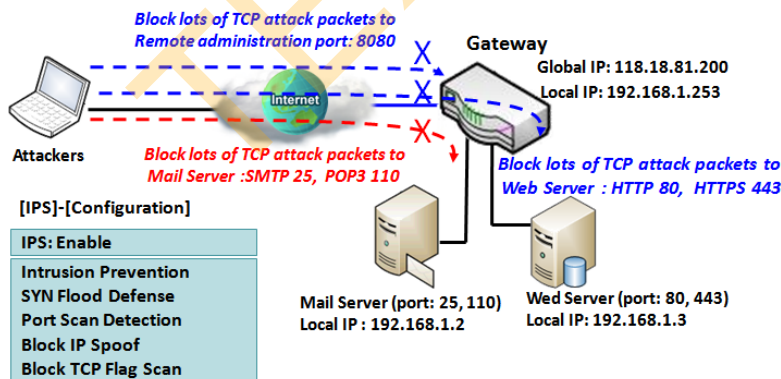 Block lots of TCP attack packets to
Remote administration port: 8080
Gateway
Global IP: 118.18.81.200
Local IP: 192.168.1.253
Internet
Attackers
Block lots of TCP attack packets to
Mail Server :SMTP 25, POP3 110
Block lots of TCP attack packets to
Web Server : HTTP 80, HTTPS 443
[IPS]-[Configuration]
IPS: Enable
Intrusion Prevention
SYN Flood Defense
Port Scan Detection
Block IP Spoof
Block TCP Flag Scan
Mail Server (port: 25, 110)
Local IP : 192.168.1.2
Wed Server (port: 80, 443)
Local IP: 192.168.1.3